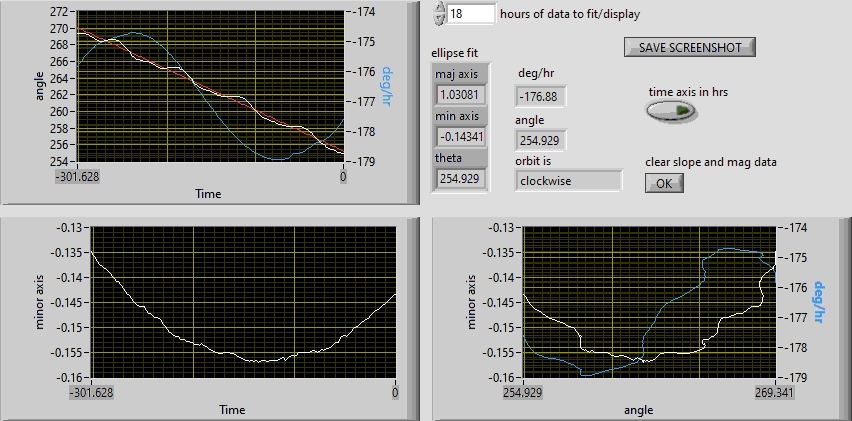 272
270
268
266
264
262
260
258
256
254
angle
-174
-175
-176
-177
-178
-179
deg/hr
-301.628
0
Time
18 hours of data to fit/display
SAVE SCREENSHOT
ellipse fit
maj axis
1.03081
min axis
-0.14341
theta
254.929
deg/hr
-176.88
angle
254.929
orbit is
clockwise
time axis in hrs
clear slope and mag data
OK
-0.13
-0.135
-0.14
-0.145
-0.15
-0.155
-0.16
minor axis
-301.628
0
Time
-0.13
-0.135
-0.14
-0.145
-0.15
-0.155
-0.16
minor axis
-174
-175
-176
-177
-178
-179
deg/hr
254.929
269.341
angle